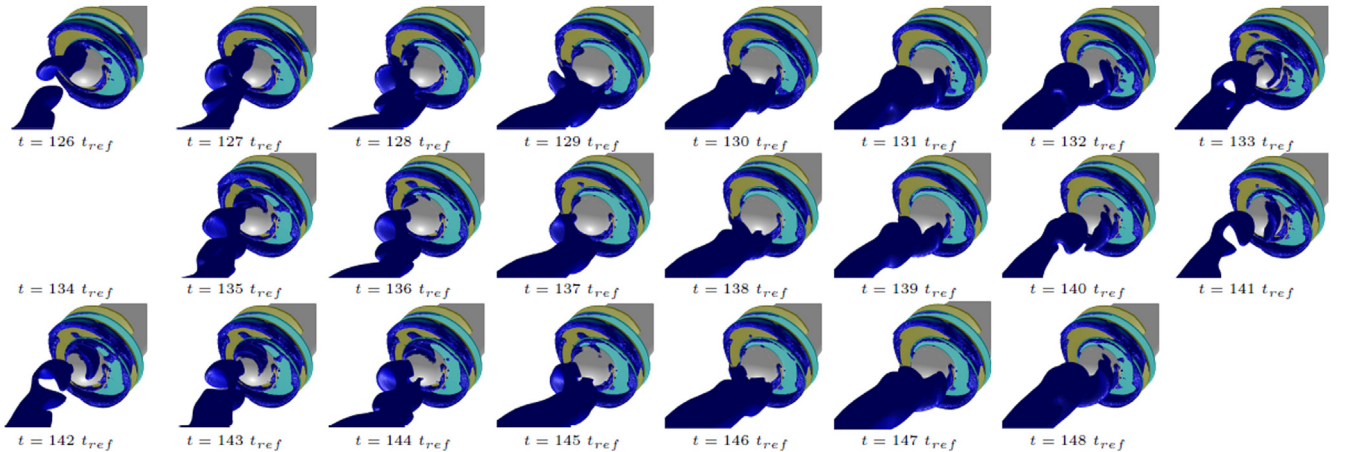 t = 126 t_ref t = 127 t_ref t = 128 t_ref t = 129 t_ref t = 130 t_ref t = 131 t_ref t = 132 t_ref t = 133 t_ref
t = 134 t_ref t = 135 t_ref t = 136 t_ref t = 137 t_ref t = 138 t_ref t = 139 t_ref t = 140 t_ref t = 141 t_ref
t = 142 t_ref t = 143 t_ref t = 144 t_ref t = 145 t_ref t = 146 t_ref t = 147 t_ref t = 148 t_ref